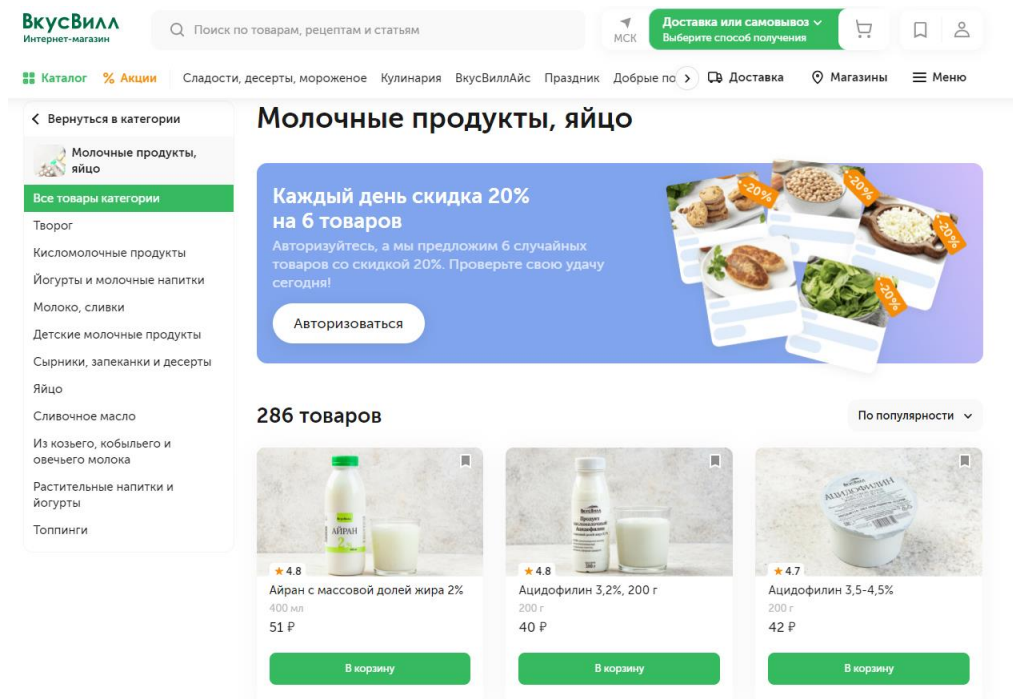 ВкусВилл
Интернет-магазин
Поиск по товарам, рецептам и статьям
МСК
Доставка или самовывоз
Выберите способ получения
Каталог
% Акции
Сладости, десерты, мороженое
Кулинария
ВкусВиллАйс
Праздник
Добрые по
Доставка
Магазины
Меню
Вернуться в категории
Молочные продукты,
яйцо
Все товары категории
Творог
Кисломолочные продукты
Йогурты и молочные напитки
Молоко, сливки
Детские молочные продукты
Сырники, запеканки и десерты
Яйцо
Сливочное масло
Из козьего, кобыльего и
овечьего молока
Растительные напитки и
йогурты
Топпинги
Молочные продукты, яйцо
Каждый день скидка 20%
на 6 товаров
Авторизуйтесь, а мы предложим 6 случайных
товаров со скидкой 20%. Проверьте свою удачу
сегодня!
Авторизоваться
-20%
-20%
-20%
-20%
286 товаров
По популярности
АЙРАН
2%
4.8
Айран с массовой долей жира 2%
400 мл
51 ₽
В корзину
ВкусВилл
Продукт
кисломолочный
Ацидофилин
4.8
Ацидофилин 3,2%, 200 г
200 г
40 ₽
В корзину
ВкусВилл
АЦИДОФИЛИН
4.7
Ацидофилин 3,5-4,5%
200 г
42 ₽
В корзину